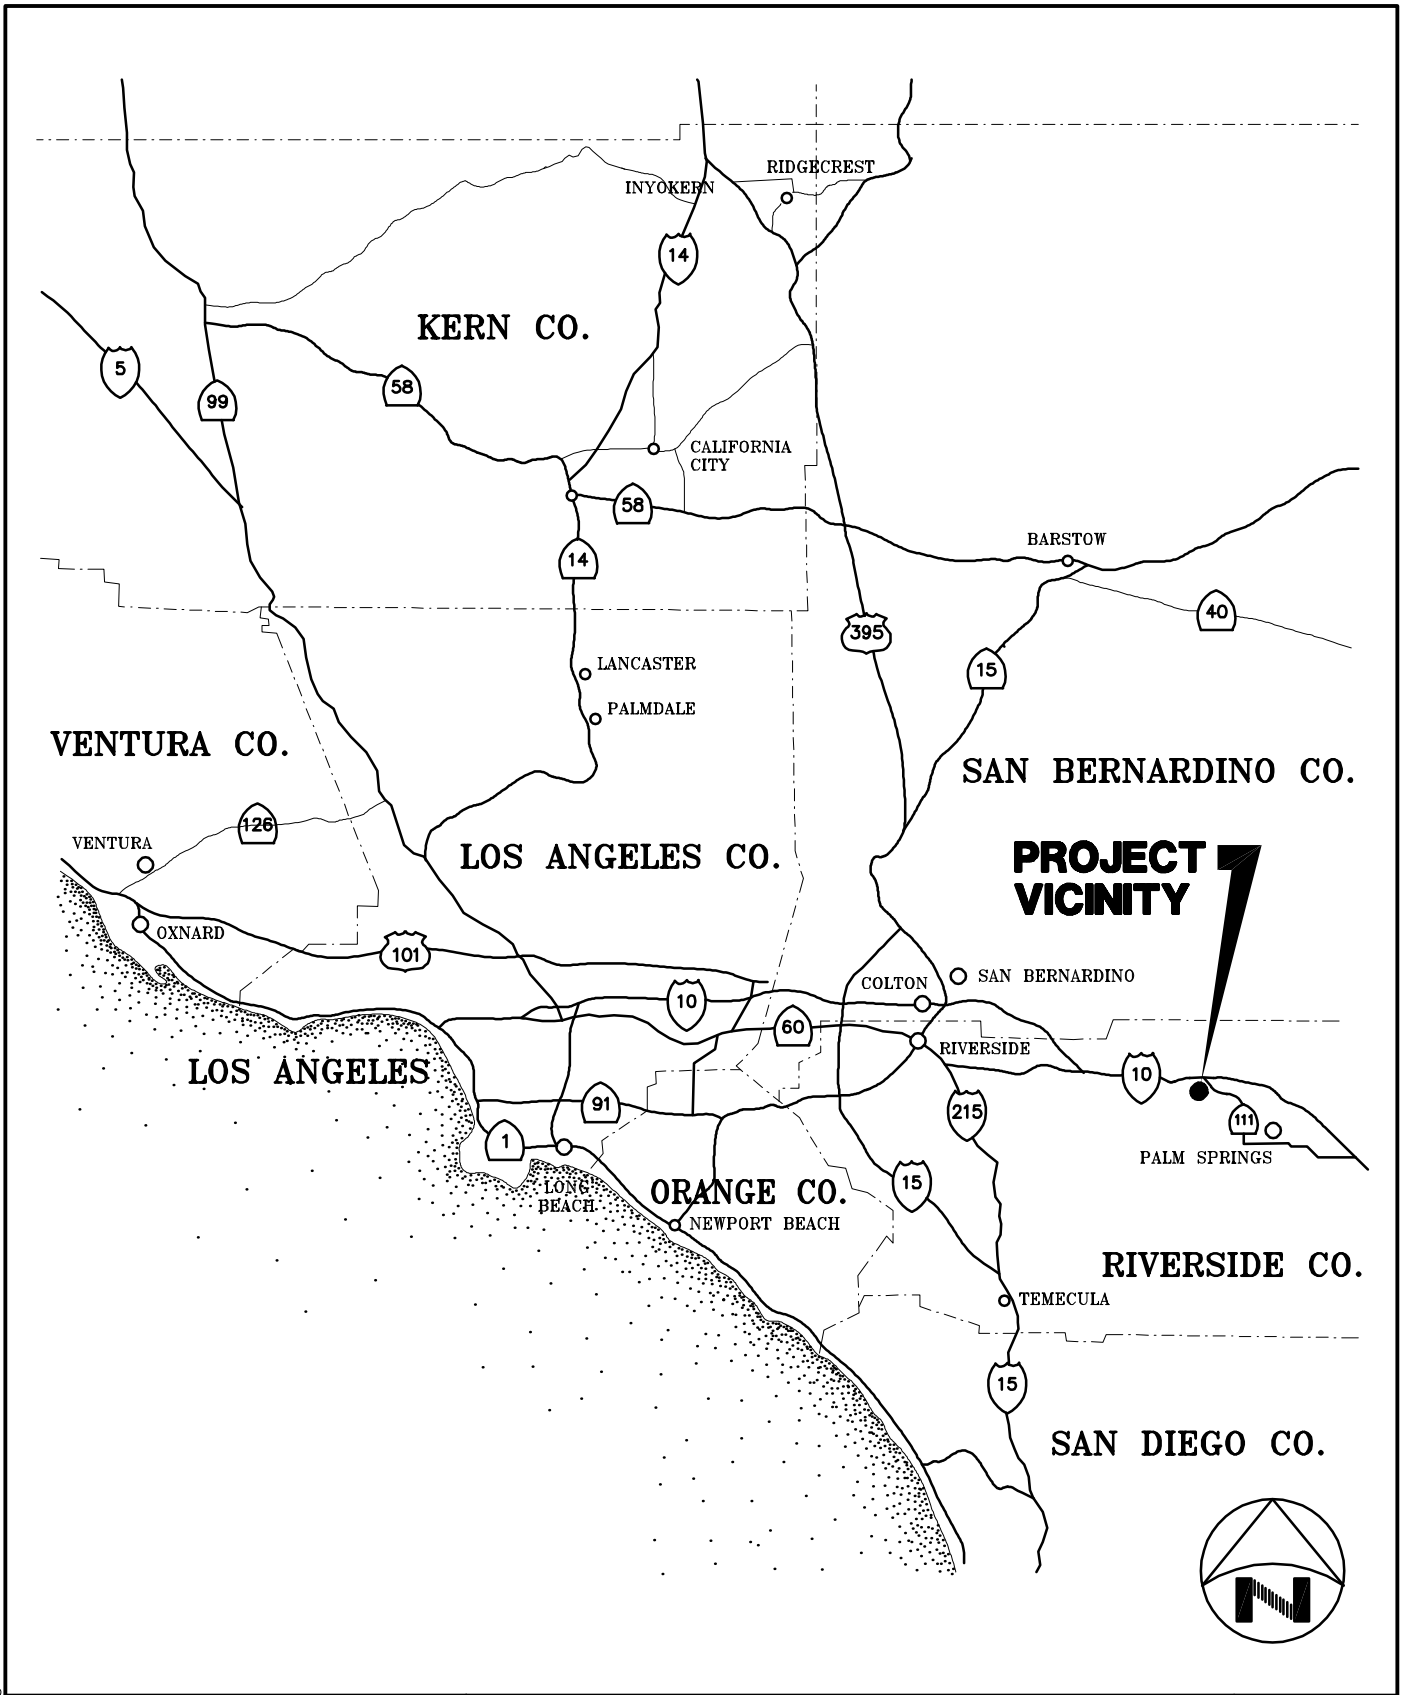 RIDGECREST
INYOKERN
14
KERN CO.
5
58
99
CALIFORNIA
CITY
58
BARSTOW
14
40
395
LANCASTER
15
PALMDALE
VENTURA CO.
SAN BERNARDINO CO.
126
VENTURA
LOS ANGELES CO.
PROJECT
VICINITY
OXNARD
101
SAN BERNARDINO
COLTON
10
60
RIVERSIDE
LOS ANGELES
10
91
215
111
1
PALM SPRINGS
15
LONG
BEACH
ORANGE CO.
NEWPORT BEACH
RIVERSIDE CO.
TEMECULA
15
SAN DIEGO CO.
N